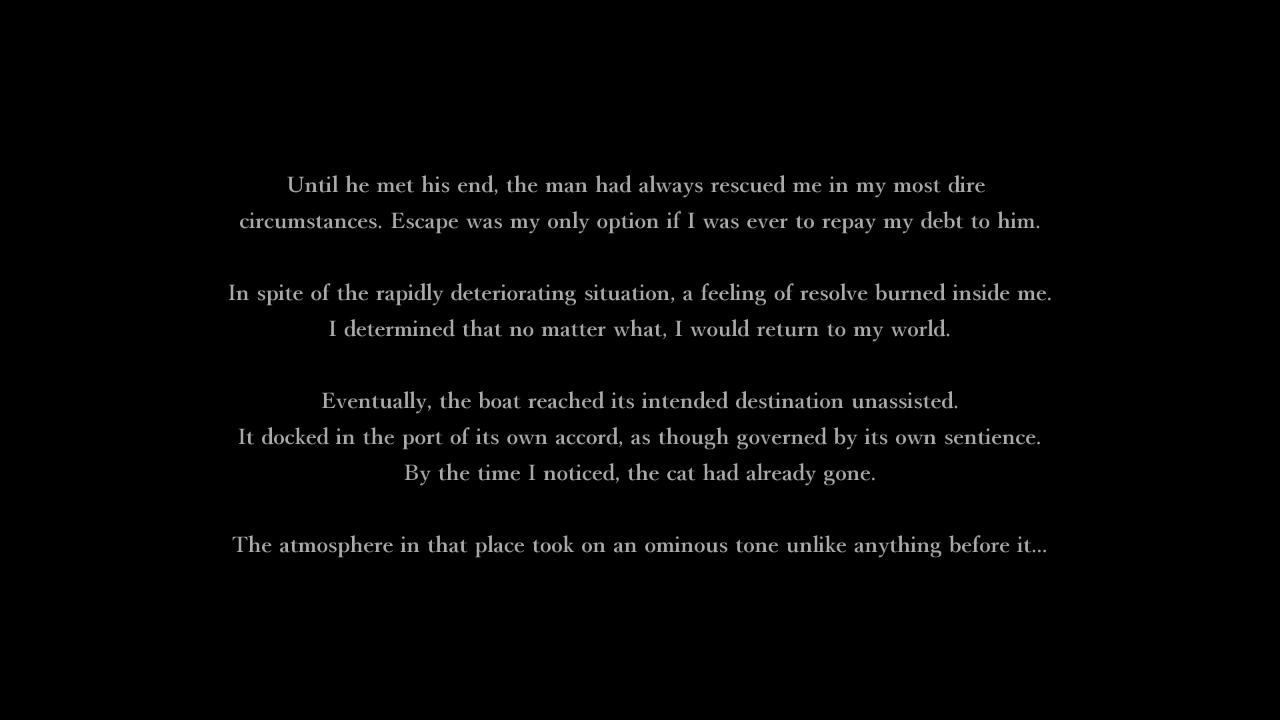 Until he met his end, the man had always rescued me in my most dire
circumstances. Escape was my only option if I was ever to repay my debt to him.
In spite of the rapidly deteriorating situation, a feeling of resolve burned inside me.
I determined that no matter what, I would return to my world.
Eventually, the boat reached its intended destination unassisted.
It docked in the port of its own accord, as though governed by its own sentience.
By the time I noticed, the cat had already gone.
The atmosphere in that place took on an ominous tone unlike anything before it...